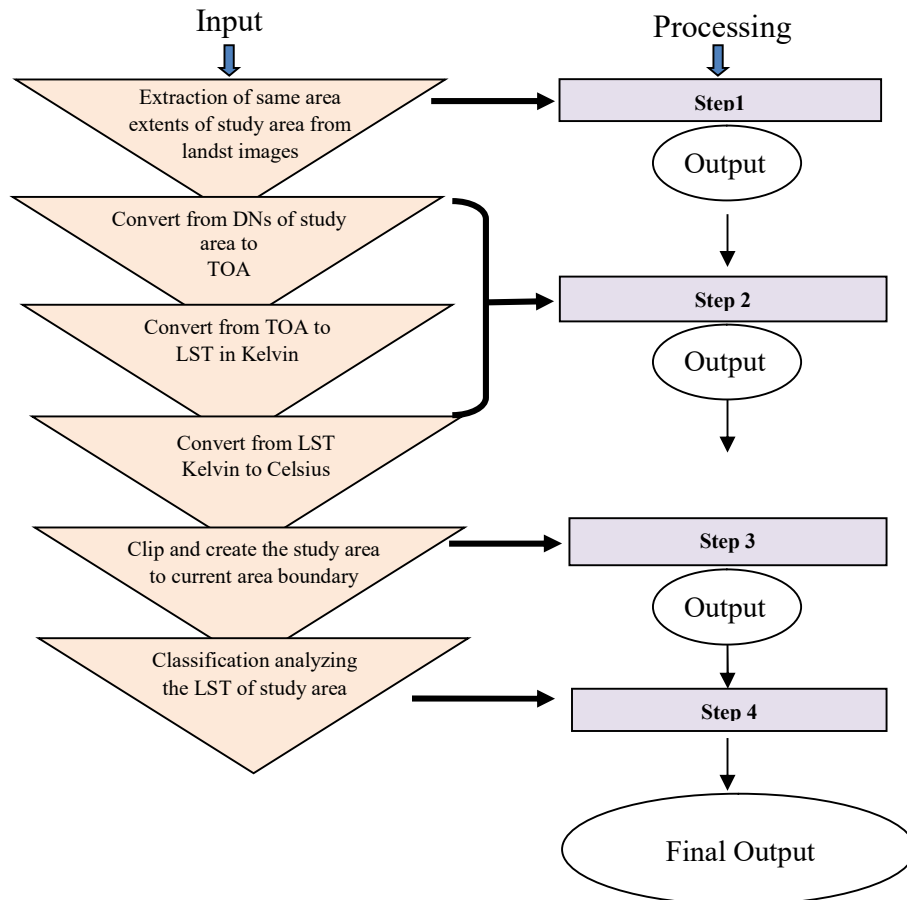 Input
Processing
Extraction of same area
extents of study area from
landst images
Step1
Output
Convert from DNs of study
area to
TOA
Step 2
Convert from TOA to
LST in Kelvin
Output
Convert from LST
Kelvin to Celsius
Clip and create the study area
to current area boundary
Step 3
Output
Classification analyzing
the LST of study area
Step 4
Final Output